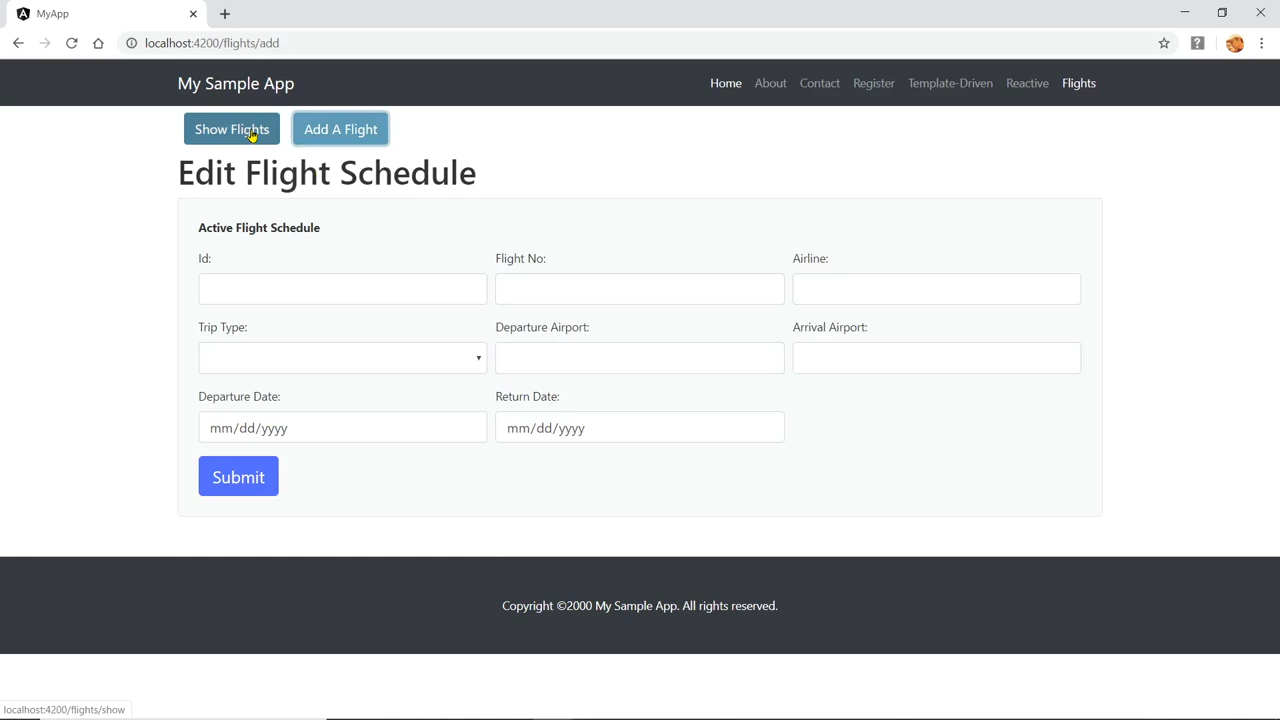 MyApp
localhost:4200/flights/add
My Sample App
Home About Contact Register Template-Driven Reactive Flights
Show Flights Add A Flight
Edit Flight Schedule
Active Flight Schedule
Id: Flight No: Airline:
Trip Type: Departure Airport: Arrival Airport:
Departure Date: Return Date:
mm/dd/yyyy mm/dd/yyyy
Submit
Copyright ©2000 My Sample App. All rights reserved.
localhost:4200/flights/show